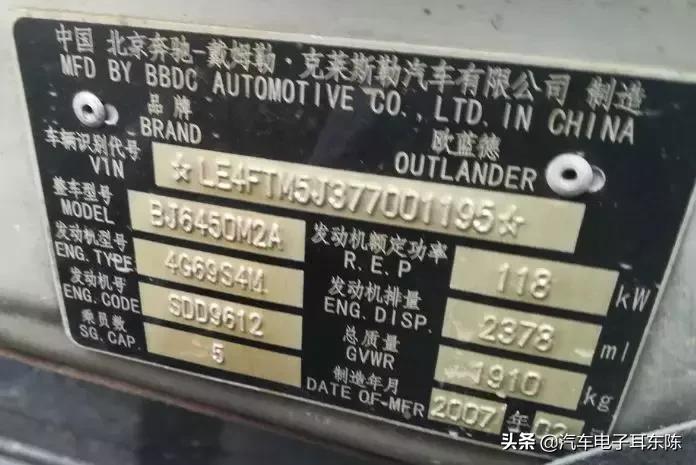 中国 北京奔驰-戴姆勒·克莱斯勒汽车有限公司 制造
MFD BY BBDC AUTOMOTIVE CO., LTD. IN CHINA
品牌 BRAND 欧蓝德 OUTLANDER
车辆识别代号 VIN ☆LE4FTM5J377001195☆
整车型号 MODEL BJ6450M2A
发动机额定功率 R.E.P 118 kW
发动机型号 ENG.TYPE 4G69S4M
发动机排量 ENG.DISP. 2378 ml
发动机号 ENG.CODE SDD9612
总质量 GVWR 1910 kg
乘员数 SG.CAP. 5
制造年月 DATE OF-MER 2007 年 02
头条 @汽车电子耳东陈